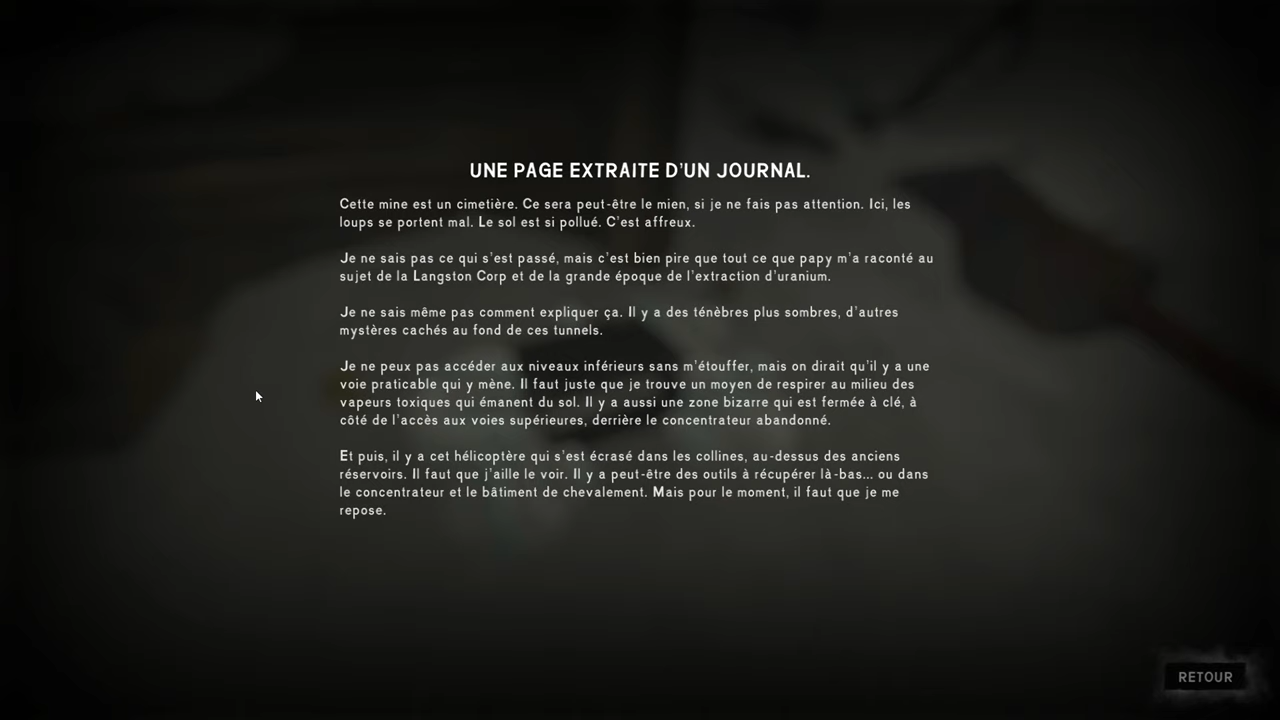 UNE PAGE EXTRAITE D'UN JOURNAL.
Cette mine est un cimetière. Ce sera peut-être le mien, si je ne fais pas attention. Ici, les
loups se portent mal. Le sol est si pollué. C'est affreux.
Je ne sais pas ce qui s'est passé, mais c'est bien pire que tout ce que papy m'a raconté au
sujet de la Langston Corp et de la grande époque de l'extraction d'uranium.
Je ne sais même pas comment expliquer ça. Il y a des ténèbres plus sombres, d'autres
mystères cachés au fond de ces tunnels.
Je ne peux pas accéder aux niveaux inférieurs sans m'étouffer, mais on dirait qu'il y a une
voie praticable qui y mène. Il faut juste que je trouve un moyen de respirer au milieu des
vapeurs toxiques qui émanent du sol. Il y a aussi une zone bizarre qui est fermée à clé, à
côté de l'accès aux voies supérieures, derrière le concentrateur abandonné.
Et puis, il y a cet hélicoptère qui s'est écrasé dans les collines, au-dessus des anciens
réservoirs. Il faut que j'aille le voir. Il y a peut-être des outils à récupérer là-bas... ou dans
le concentrateur et le bâtiment de chevalement. Mais pour le moment, il faut que je me
repose.
RETOUR